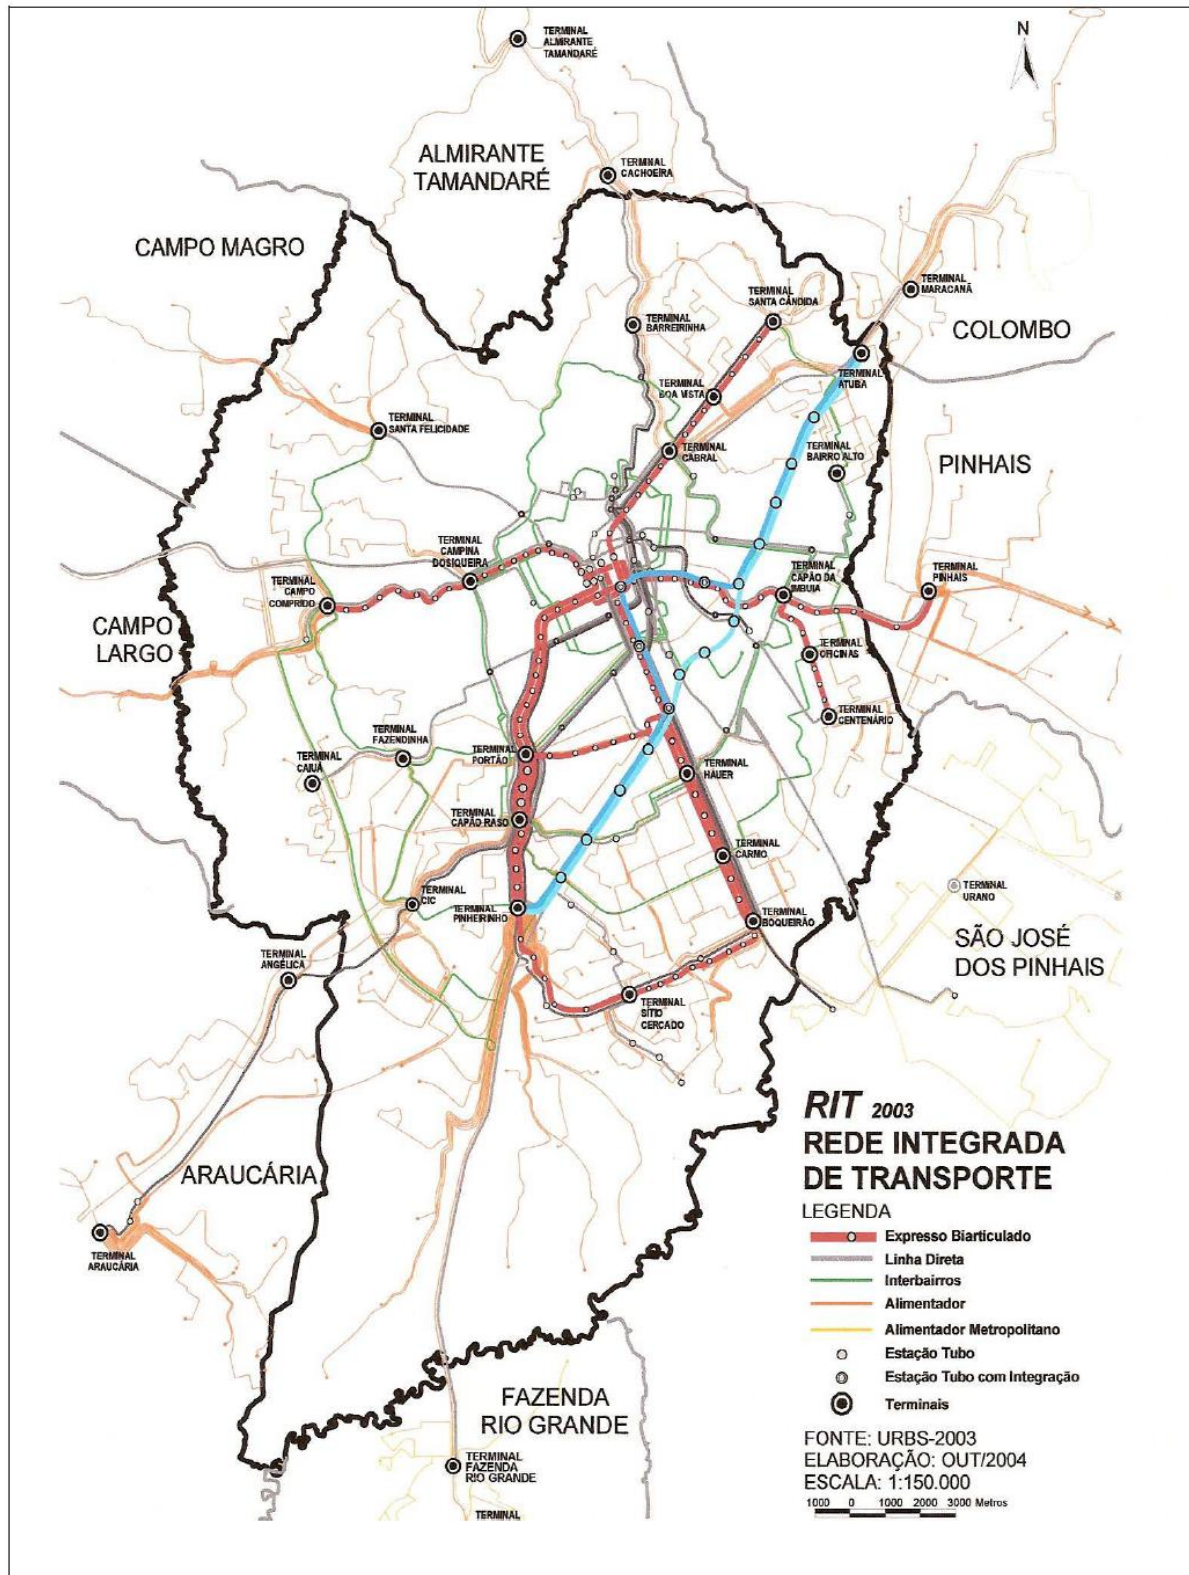 N
TERMINAL
ALMIRANTE
TAMANDARÉ
ALMIRANTE
TAMANDARÉ
TERMINAL
CACHOEIRA
CAMPO MAGRO
TERMINAL
MARACANÃ
TERMINAL
SANTA CÂNDIDA
TERMINAL
BARREIRINHA
COLOMBO
TERMINAL
ATUBA
TERMINAL
BOA VISTA
TERMINAL
SANTA FELICIDADE
TERMINAL
CABRAL
TERMINAL
BAIRRO ALTO
PINHAIS
TERMINAL
CAMPINA
DOSIQUEIRA
TERMINAL
CAPÃO DA
IMBUIA
TERMINAL
PINHAIS
TERMINAL
CAMPO
COMPRIDO
CAMPO
LARGO
TERMINAL
OFICINAS
TERMINAL
CENTENÁRIO
TERMINAL
FAZENDINHA
TERMINAL
PORTÃO
TERMINAL
CAIUÁ
TERMINAL
HAUER
TERMINAL
CAPÃO RASO
TERMINAL
CARMO
TERMINAL
CIC
TERMINAL
PINHEIRINHO
TERMINAL
BOQUEIRÃO
TERMINAL
URANO
SÃO JOSÉ
DOS PINHAIS
TERMINAL
ANGÉLICA
TERMINAL
SÍTIO
CERCADO
ARAUCÁRIA
TERMINAL
ARAUCÁRIA
RIT 2003
REDE INTEGRADA
DE TRANSPORTE
LEGENDA
Expresso Biarticulado
Linha Direta
Interbairros
Alimentador
Alimentador Metropolitano
Estação Tubo
Estação Tubo com Integração
Terminais
FAZENDA
RIO GRANDE
TERMINAL
FAZENDA
RIO GRANDE
TERMINAL
FONTE: URBS-2003
ELABORAÇÃO: OUT/2004
ESCALA: 1:150.000
1000 0 1000 2000 3000 Metros